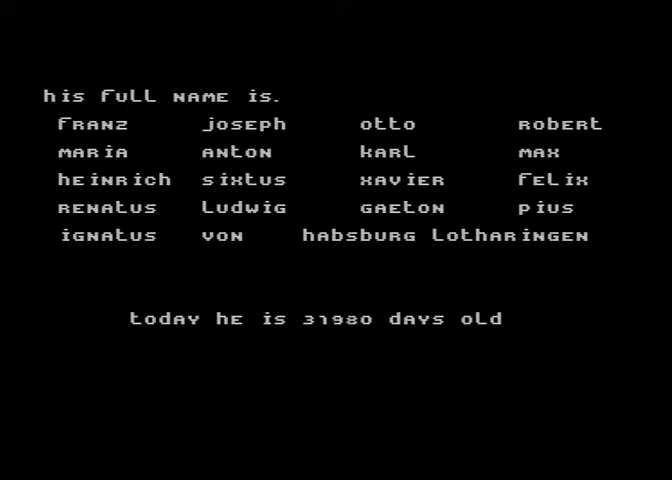 his full name is.
franz joseph otto robert
maria anton karl max
heinrich sixtus xavier felix
renatus ludwig gaeton pius
ignatus von habsburg lotharingen
today he is 31980 days old